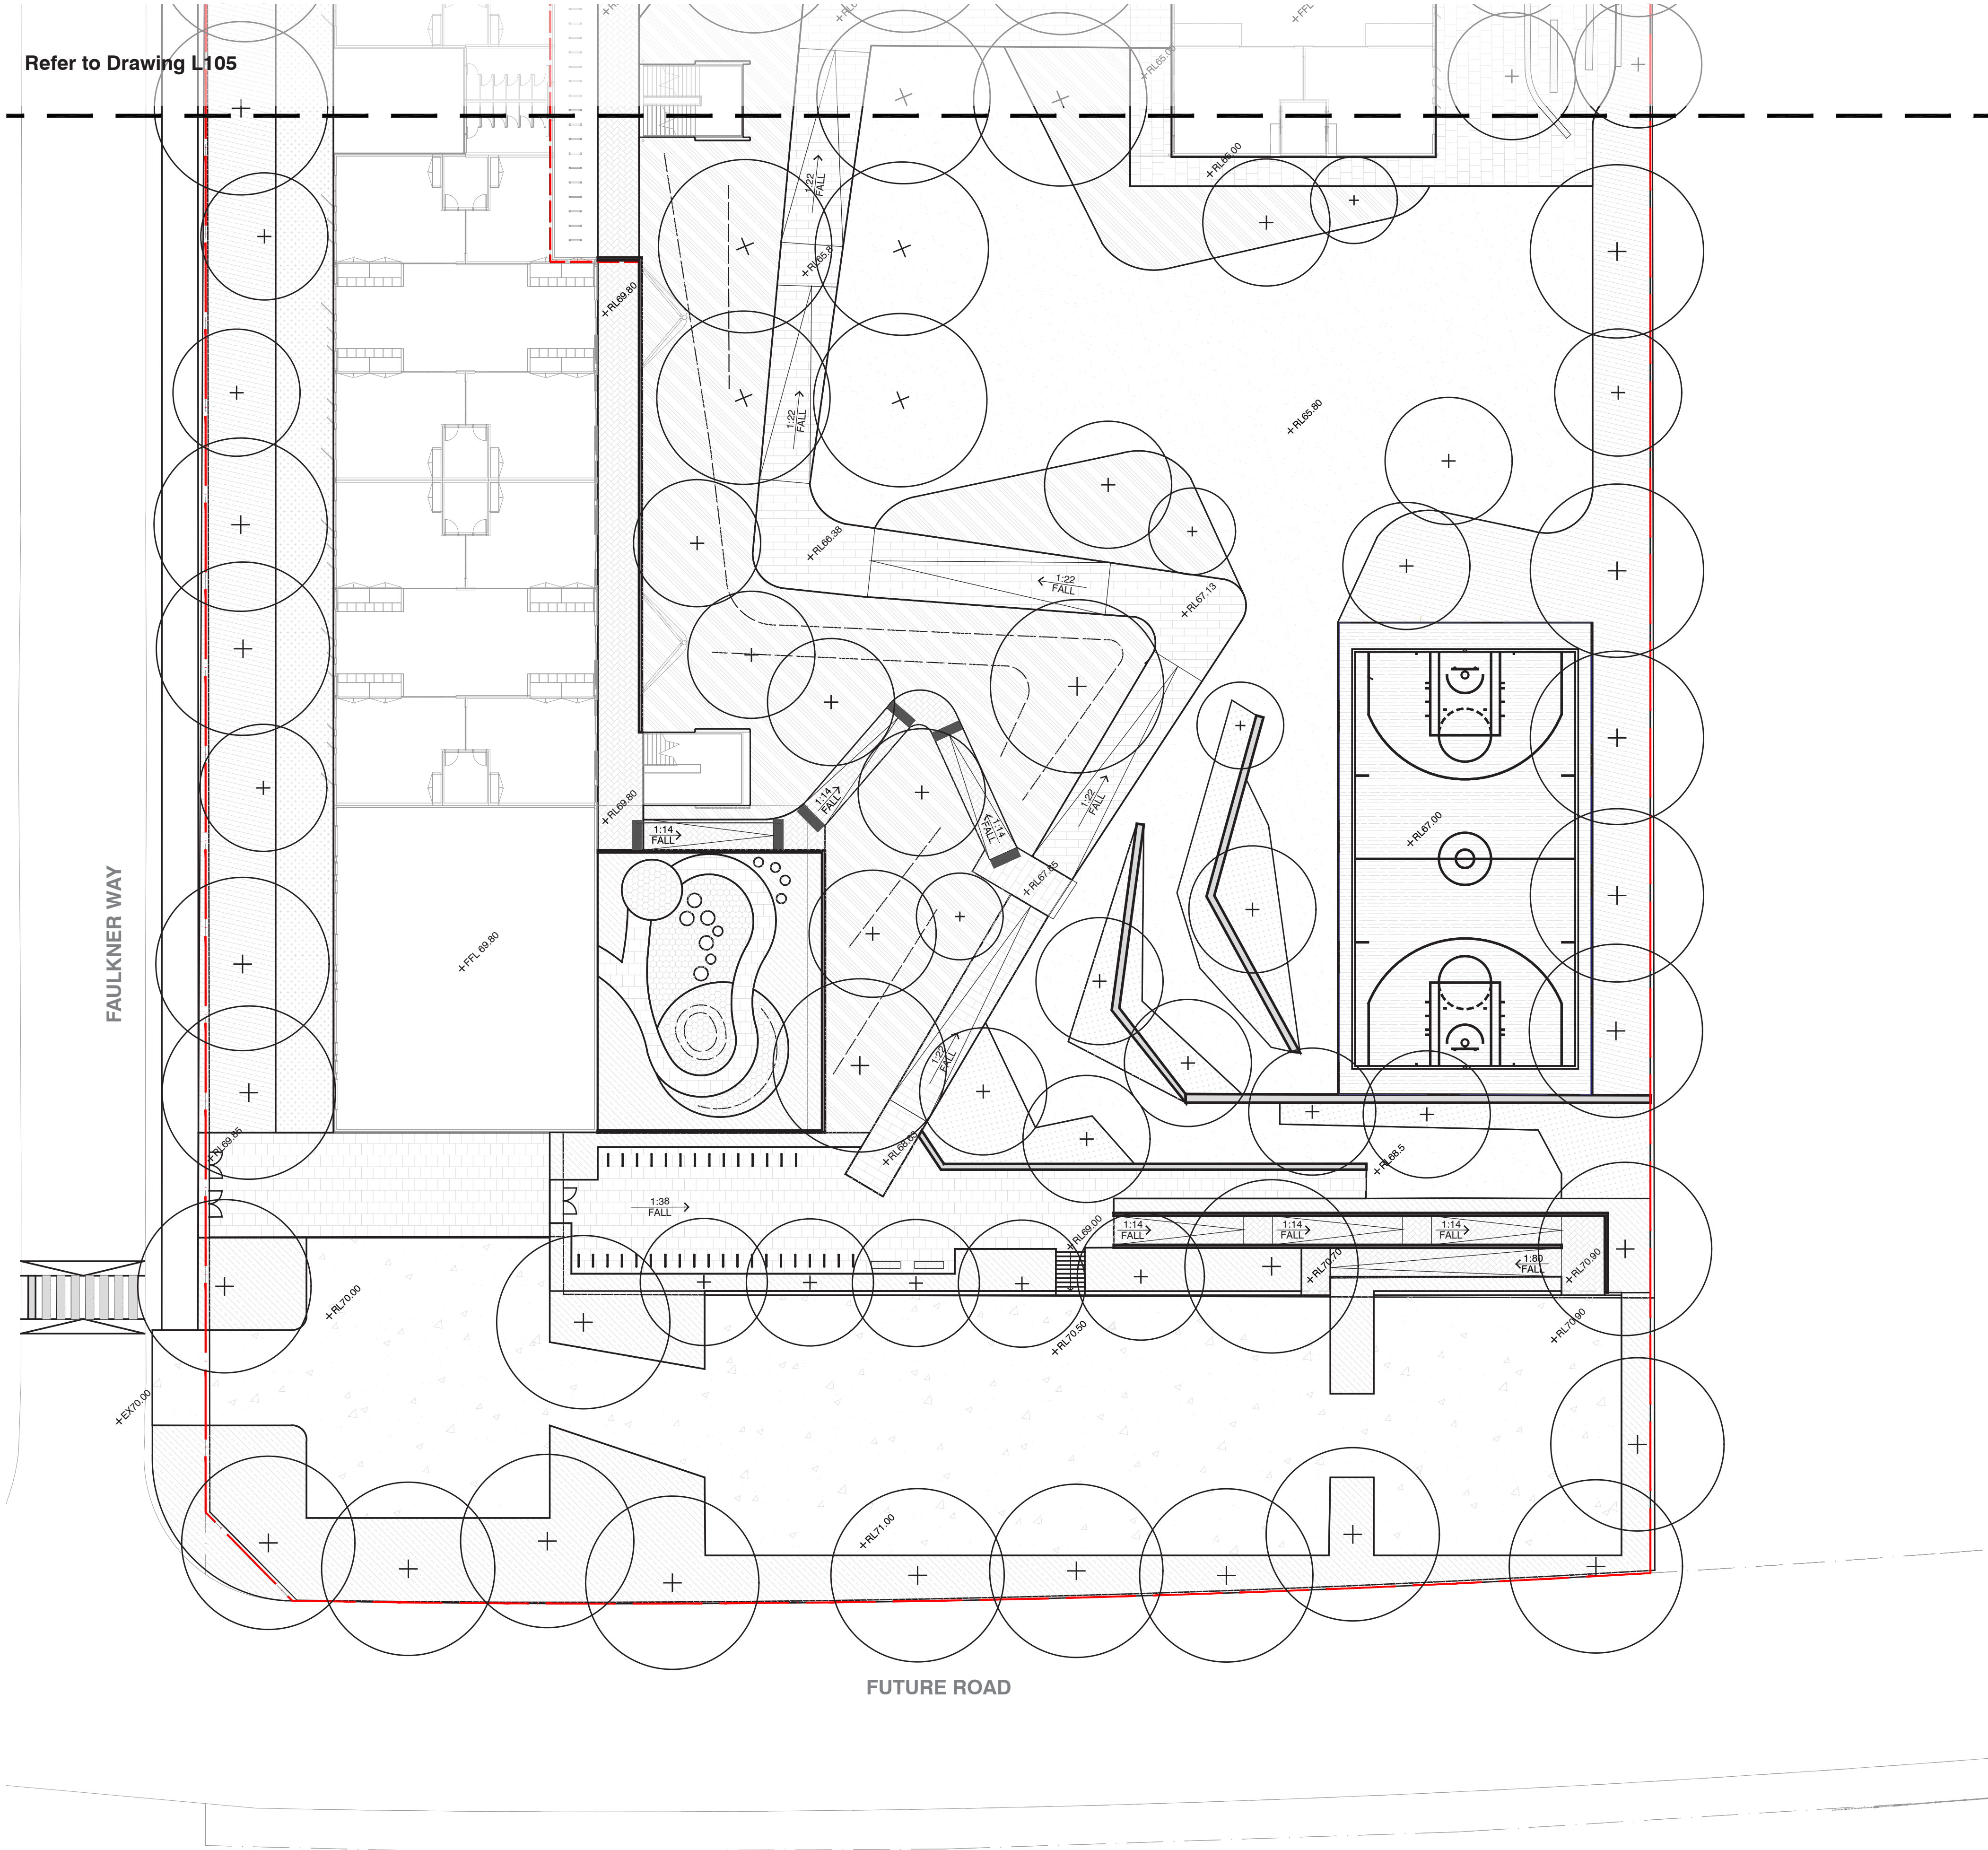 Refer to Drawing L105
+RL65.00
1:22
FALL
+RL65.8
+RL69.80
1:22
FALL
+RL65.80
+RL66.38
1:22
FALL
+RL67.13
1:14
FALL
1:22
FALL
+RL69.80
1:14
FALL
1:14
FALL
+RL67.00
FAULKNER WAY
+FFL 69.80
1:22
FALL
+RL69.85
+RL68.5
1:38
FALL
+RL69.00
1:14
FALL
1:14
FALL
1:14
FALL
1:80
FALL
+RL70.70
+RL70.90
+RL70.00
+RL70.50
+RL70.90
+EX70.00
+RL71.00
FUTURE ROAD